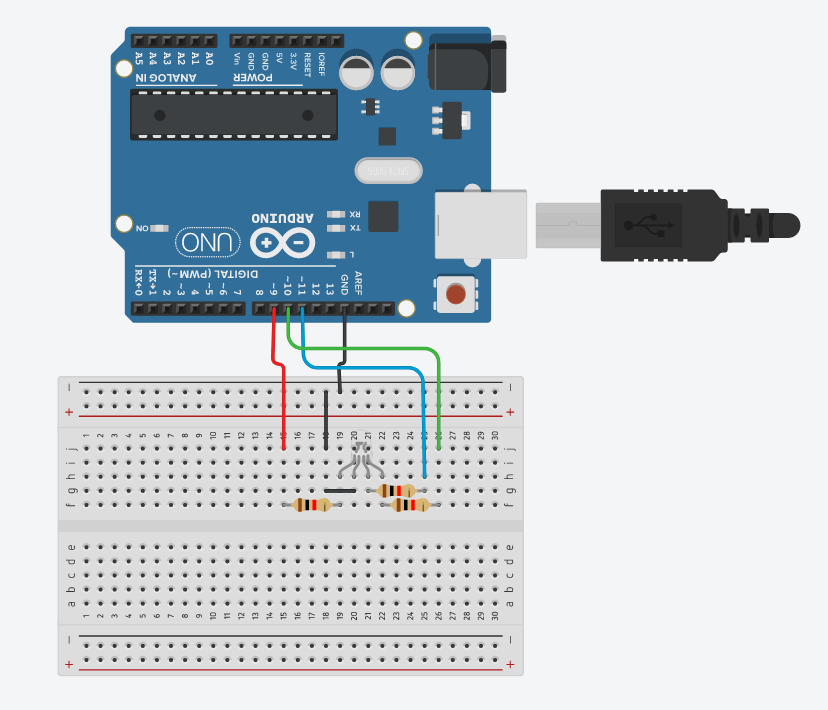 A5 A4 A3 A2 A1 A0 Vin GND GND 5V 3.3V RESET IOREF
ANALOG IN POWER
RX
ARDUINO
ON UNO TX
L
DIGITAL (PWM~)
RX←0 TX→1 2 ~3 4 ~5 ~6 7 8 ~9 ~10 ~11 12 13 GND AREF
− −
+ +
1 2 3 4 5 6 7 8 9 10 11 12 13 14 15 16 17 18 19 20 21 22 23 24 25 26 27 28 29 30
j j
i i
h h
g g
f f
e e
d d
c c
b b
a a
1 2 3 4 5 6 7 8 9 10 11 12 13 14 15 16 17 18 19 20 21 22 23 24 25 26 27 28 29 30
− −
+ +